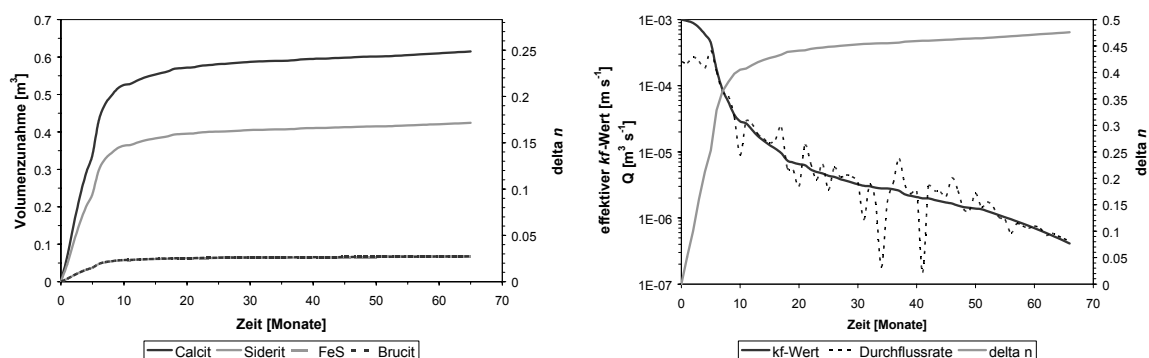 0.7
0.6
0.5
0.4
0.3
0.2
0.1
0
Volumenzunahme [m³]
0.25
0.20
0.15
0.10
0.05
0
delta n
0 10 20 30 40 50 60 70
Zeit [Monate]
Calcit Siderit FeS Brucit
1E-03
1E-04
1E-05
1E-06
1E-07
effektiver kf-Wert [m s⁻¹]
Q [m³ s⁻¹]
0.5
0.45
0.4
0.35
0.3
0.25
0.2
0.15
0.1
0.05
0
delta n
0 10 20 30 40 50 60 70
Zeit [Monate]
kf-Wert Durchflussrate delta n